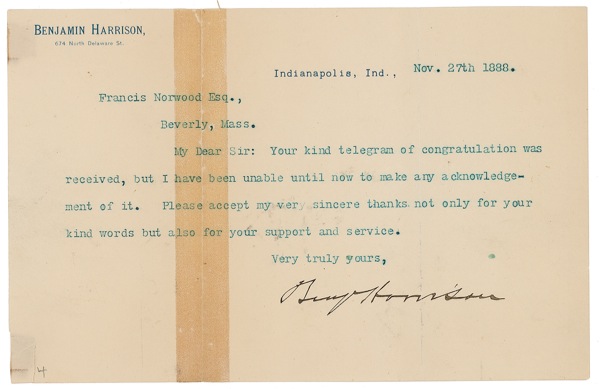 BENJAMIN HARRISON,
674 North Delaware St.
Indianapolis, Ind., Nov. 27th 1888.
Francis Norwood Esq.,
Beverly, Mass.
My Dear Sir: Your kind telegram of congratulation was
received, but I have been unable until now to make any acknowledge-
ment of it. Please accept my ver sincere thanks not only for your
kind words but also for your support and service.
Very truly yours,
Benj Harrison
4